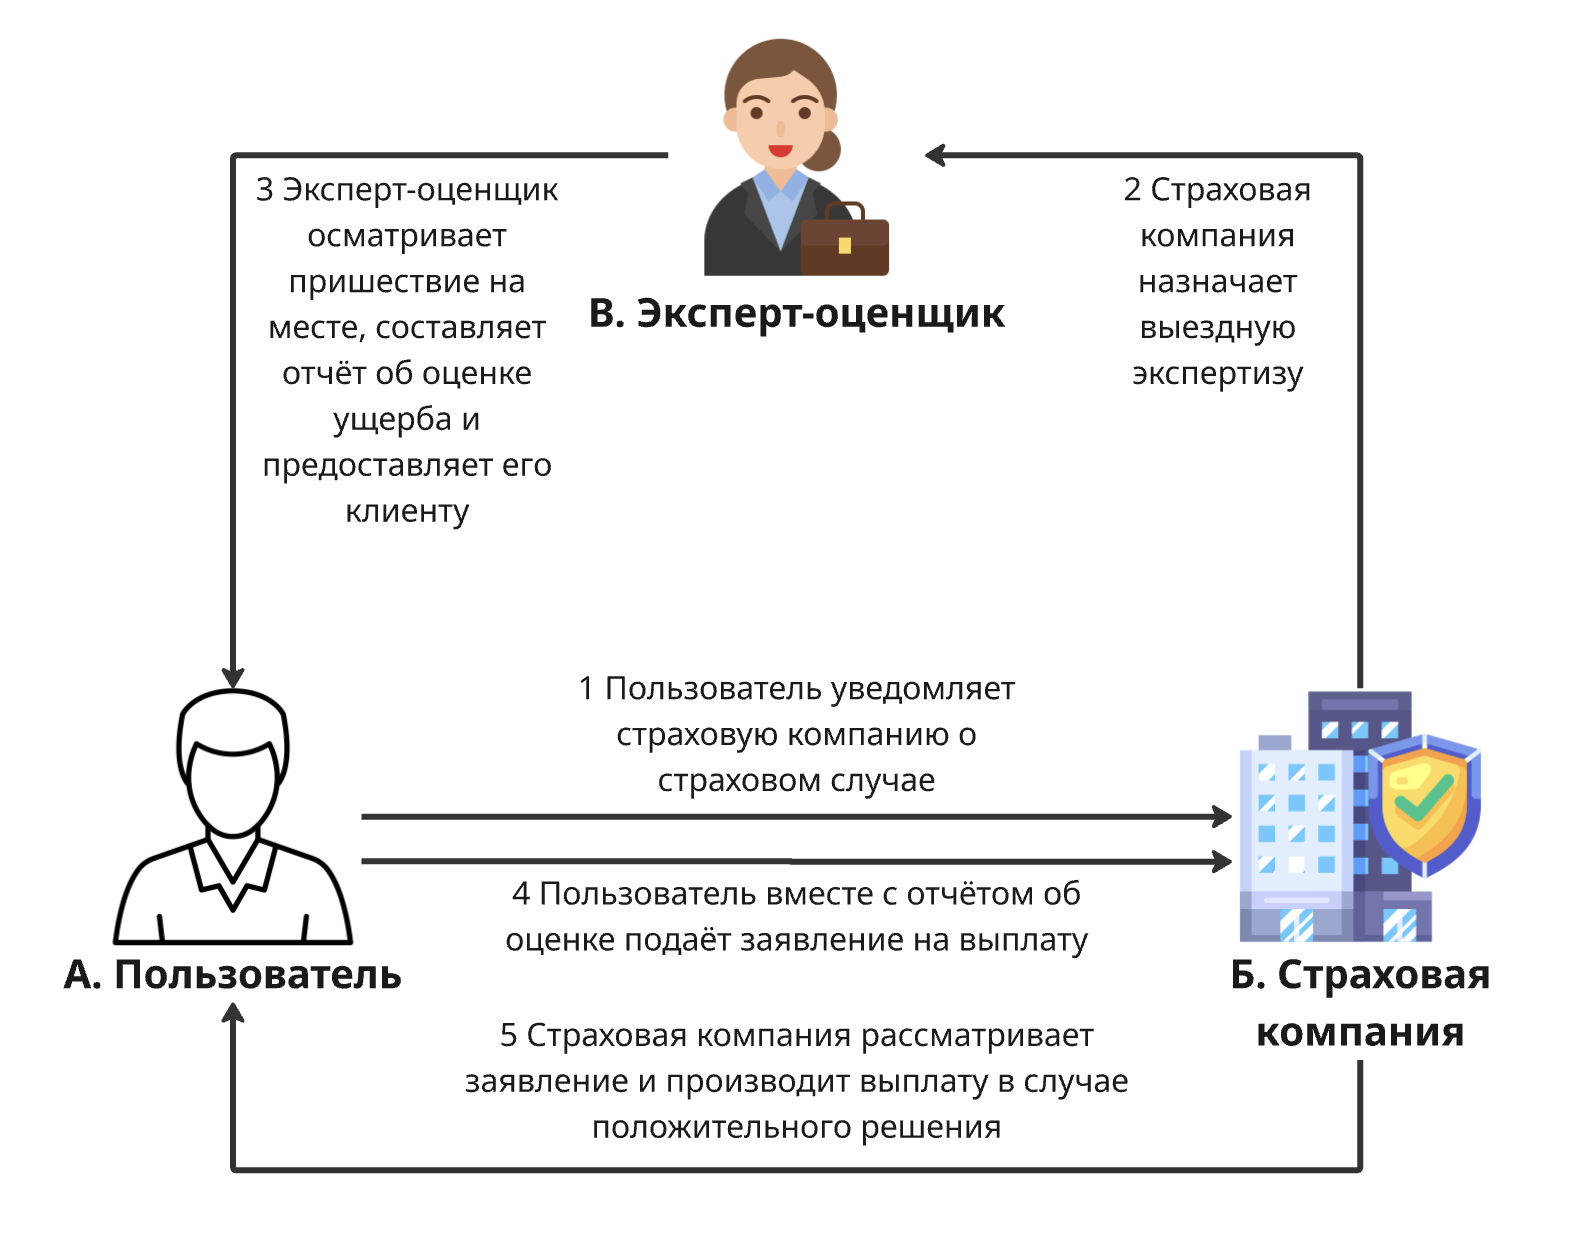 3 Эксперт-оценщик
осматривает
пришествие на
месте, составляет
отчёт об оценке
ущерба и
предоставляет его
клиенту
В. Эксперт-оценщик
2 Страховая
компания
назначает
выездную
экспертизу
1 Пользователь уведомляет
страховую компанию о
страховом случае
4 Пользователь вместе с отчётом об
оценке подаёт заявление на выплату
А. Пользователь
Б. Страховая
компания
5 Страховая компания рассматривает
заявление и производит выплату в случае
положительного решения